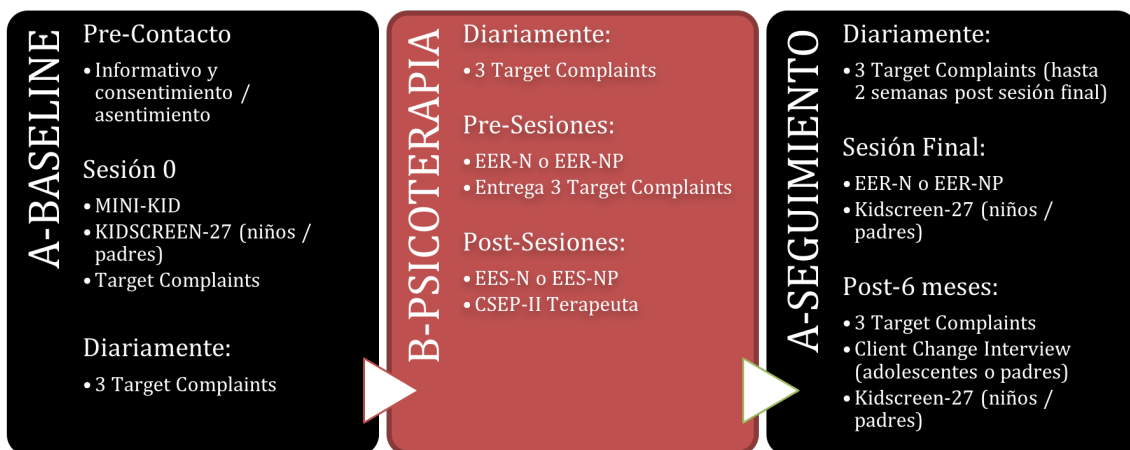 A-BASELINE
Pre-Contacto
• Informativo y
consentimiento /
asentimiento
Sesión 0
• MINI-KID
• KIDSCREEN-27 (niños /
padres)
• Target Complaints
Diariamente:
• 3 Target Complaints
B-PSICOTERAPIA
Diariamente:
• 3 Target Complaints
Pre-Sesiones:
• EER-N o EER-NP
• Entrega 3 Target Complaints
Post-Sesiones:
• EES-N o EES-NP
• CSEP-II Terapeuta
A-SEGUIMIENTO
Diariamente:
• 3 Target Complaints (hasta
2 semanas post sesión final)
Sesión Final:
• EER-N o EER-NP
• Kidscreen-27 (niños /
padres)
Post-6 meses:
• 3 Target Complaints
• Client Change Interview
(adolescentes o padres)
• Kidscreen-27 (niños /
padres)